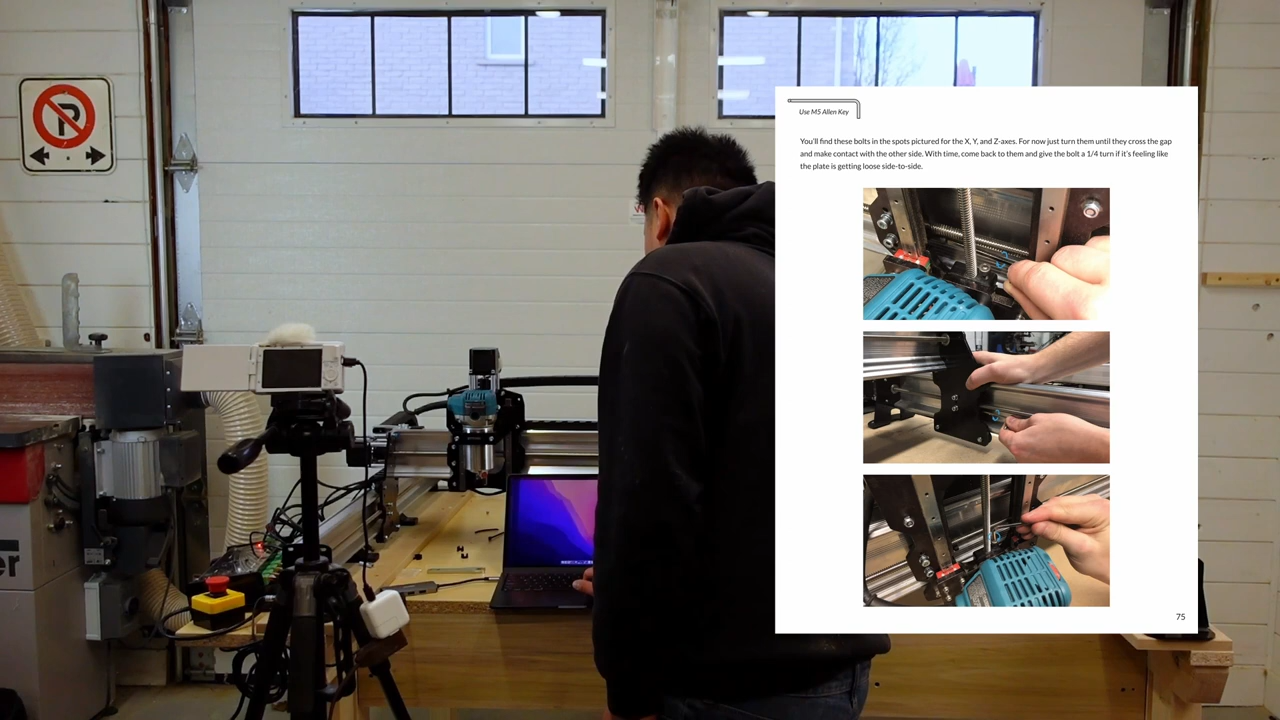 Use M5 Allen Key
You'll find these bolts in the spots pictured for the X, Y, and Z-axes. For now just turn them until they cross the gap
and make contact with the other side. With time, come back to them and give the bolt a 1/4 turn if it's feeling like
the plate is getting loose side-to-side.
P
er
75